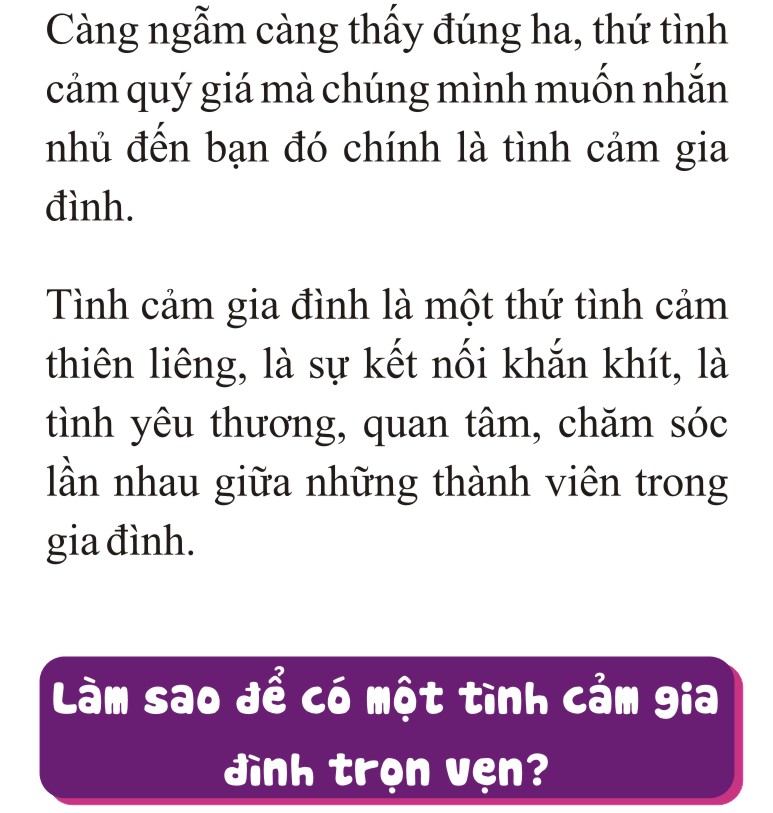 Càng ngẫm càng thấy đúng ha, thứ tình
cảm quý giá mà chúng mình muốn nhắn
nhủ đến bạn đó chính là tình cảm gia
đình.
Tình cảm gia đình là một thứ tình cảm
thiên liêng, là sự kết nối khắn khít, là
tình yêu thương, quan tâm, chăm sóc
lần nhau giữa những thành viên trong
gia đình.
Làm sao để có một tình cảm gia
đình trọn vẹn?